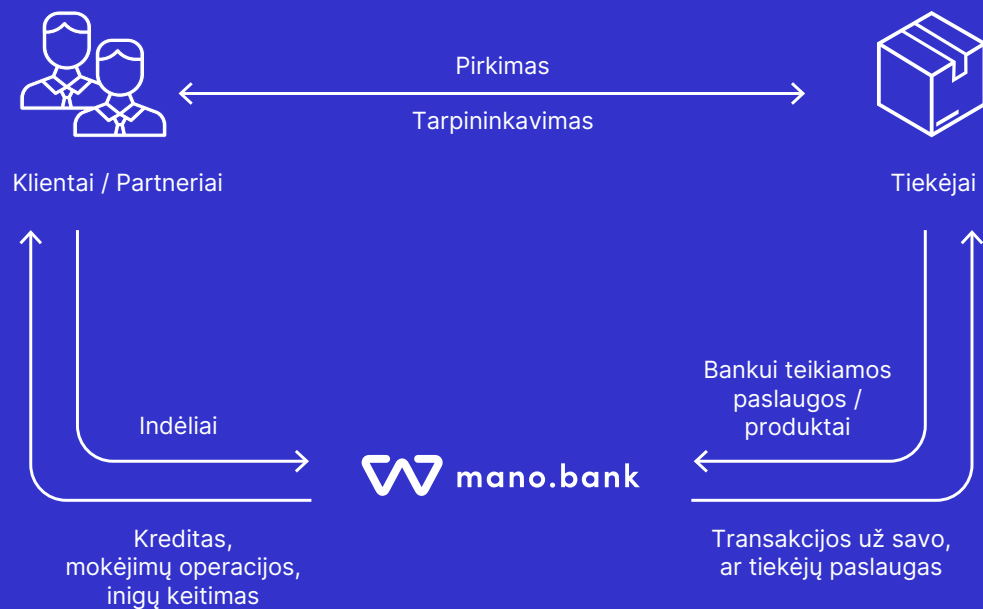 Pirkimas
Tarpininkavimas
Klientai / Partneriai
Tiekėjai
Bankui teikiamos
paslaugos /
produktai
Indėliai
mano.bank
Kreditas,
mokėjimų operacijos,
inigų keitimas
Transakcijos už savo,
ar tiekėjų paslaugas